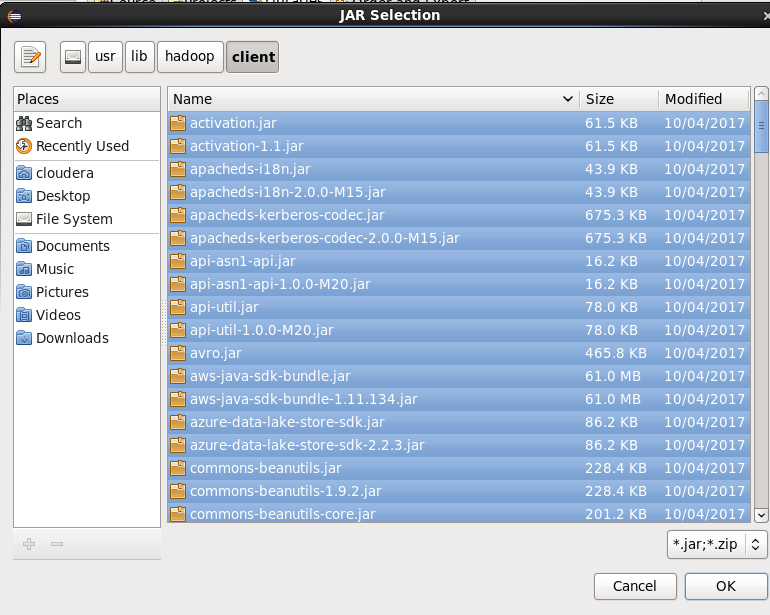 JAR Selection
usr lib hadoop client
Places
Search
Recently Used
cloudera
Desktop
File System
Documents
Music
Pictures
Videos
Downloads
Name Size Modified
activation.jar 61.5 KB 10/04/2017
activation-1.1.jar 61.5 KB 10/04/2017
apacheds-i18n.jar 43.9 KB 10/04/2017
apacheds-i18n-2.0.0-M15.jar 43.9 KB 10/04/2017
apacheds-kerberos-codec.jar 675.3 KB 10/04/2017
apacheds-kerberos-codec-2.0.0-M15.jar 675.3 KB 10/04/2017
api-asn1-api.jar 16.2 KB 10/04/2017
api-asn1-api-1.0.0-M20.jar 16.2 KB 10/04/2017
api-util.jar 78.0 KB 10/04/2017
api-util-1.0.0-M20.jar 78.0 KB 10/04/2017
avro.jar 465.8 KB 10/04/2017
aws-java-sdk-bundle.jar 61.0 MB 10/04/2017
aws-java-sdk-bundle-1.11.134.jar 61.0 MB 10/04/2017
azure-data-lake-store-sdk.jar 86.2 KB 10/04/2017
azure-data-lake-store-sdk-2.2.3.jar 86.2 KB 10/04/2017
commons-beanutils.jar 228.4 KB 10/04/2017
commons-beanutils-1.9.2.jar 228.4 KB 10/04/2017
commons-beanutils-core.jar 201.2 KB 10/04/2017
*.jar;*.zip
Cancel OK